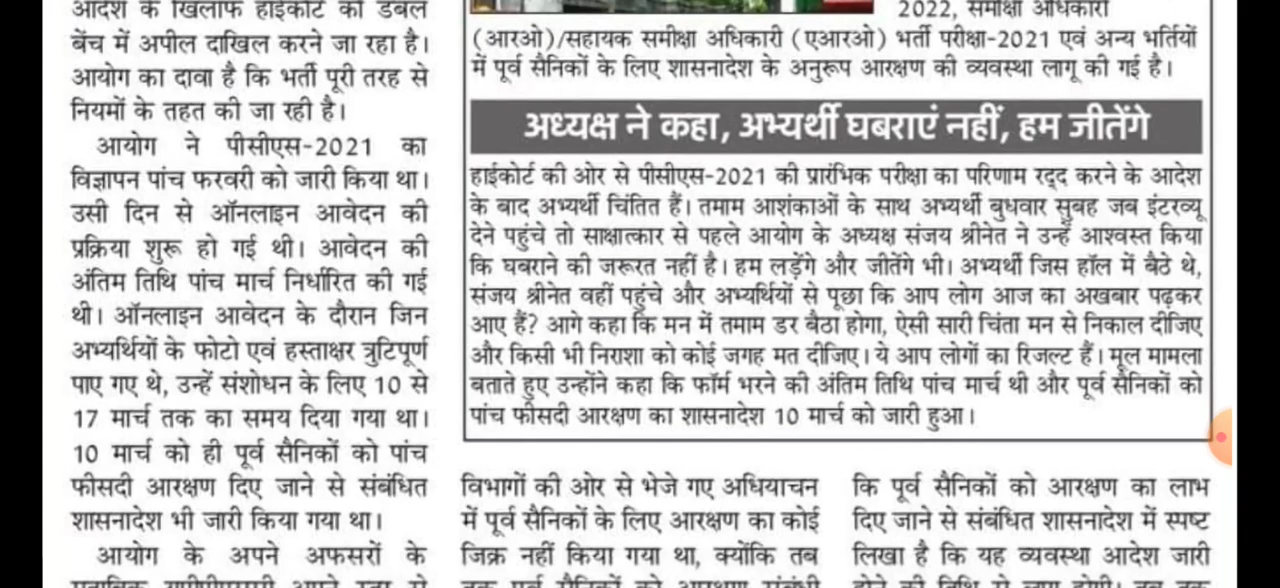 आदेश के खिलाफ हाईकोर्ट की डबल
बेंच में अपील दाखिल करने जा रहा है।
आयोग का दावा है कि भर्ती पूरी तरह से
नियमों के तहत की जा रही है।
आयोग ने पीसीएस-2021 का
विज्ञापन पांच फरवरी को जारी किया था।
उसी दिन से ऑनलाइन आवेदन की
प्रक्रिया शुरू हो गई थी। आवेदन की
अंतिम तिथि पांच मार्च निर्धारित की गई
थी। ऑनलाइन आवेदन के दौरान जिन
अभ्यर्थियों के फोटो एवं हस्ताक्षर त्रुटिपूर्ण
पाए गए थे, उन्हें संशोधन के लिए 10 से
17 मार्च तक का समय दिया गया था।
10 मार्च को ही पूर्व सैनिकों को पांच
फीसदी आरक्षण दिए जाने से संबंधित
शासनादेश भी जारी किया गया था।
आयोग के अपने अफसरों के
2022, समीक्षा अधिकारी
(आरओ)/सहायक समीक्षा अधिकारी (एआरओ) भर्ती परीक्षा-2021 एवं अन्य भर्तियों
में पूर्व सैनिकों के लिए शासनादेश के अनुरूप आरक्षण की व्यवस्था लागू की गई है।
अध्यक्ष ने कहा, अभ्यर्थी घबराएं नहीं, हम जीतेंगे
हाईकोर्ट की ओर से पीसीएस-2021 की प्रारंभिक परीक्षा का परिणाम रद्द करने के आदेश
के बाद अभ्यर्थी चिंतित हैं। तमाम आशंकाओं के साथ अभ्यर्थी बुधवार सुबह जब इंटरव्यू
देने पहुंचे तो साक्षात्कार से पहले आयोग के अध्यक्ष संजय श्रीनेत ने उन्हें आश्वस्त किया
कि घबराने की जरूरत नहीं है। हम लड़ेंगे और जीतेंगे भी। अभ्यर्थी जिस हॉल में बैठे थे,
संजय श्रीनेत वहीं पहुंचे और अभ्यर्थियों से पूछा कि आप लोग आज का अखबार पढ़कर
आए हैं? आगे कहा कि मन में तमाम डर बैठा होगा, ऐसी सारी चिंता मन से निकाल दीजिए
और किसी भी निराशा को कोई जगह मत दीजिए। ये आप लोगों का रिजल्ट हैं। मूल मामला
बताते हुए उन्होंने कहा कि फॉर्म भरने की अंतिम तिथि पांच मार्च थी और पूर्व सैनिकों को
पांच फीसदी आरक्षण का शासनादेश 10 मार्च को जारी हुआ।
विभागों की ओर से भेजे गए अधियाचन
में पूर्व सैनिकों के लिए आरक्षण का कोई
जिक्र नहीं किया गया था, क्योंकि तब
कि पूर्व सैनिकों को आरक्षण का लाभ
दिए जाने से संबंधित शासनादेश में स्पष्ट
लिखा है कि यह व्यवस्था आदेश जारी